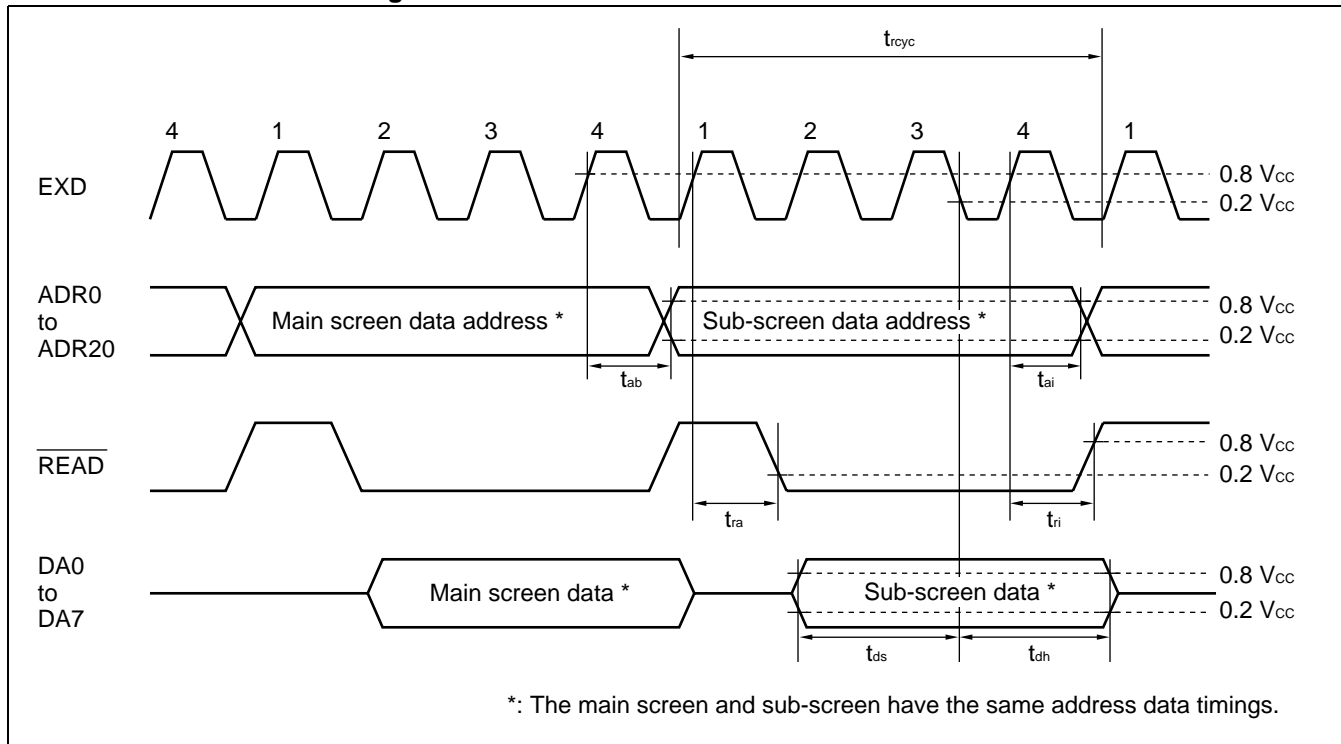 trcyc
4 1 2 3 4 1 2 3 4 1
EXD
0.8 VCC
0.2 VCC
ADR0
to
ADR20
Main screen data address *
Sub-screen data address *
0.8 VCC
0.2 VCC
tab
tai
READ
0.8 VCC
0.2 VCC
tra
tri
DA0
to
DA7
Main screen data *
Sub-screen data *
0.8 VCC
0.2 VCC
tds
tdh
*: The main screen and sub-screen have the same address data timings.